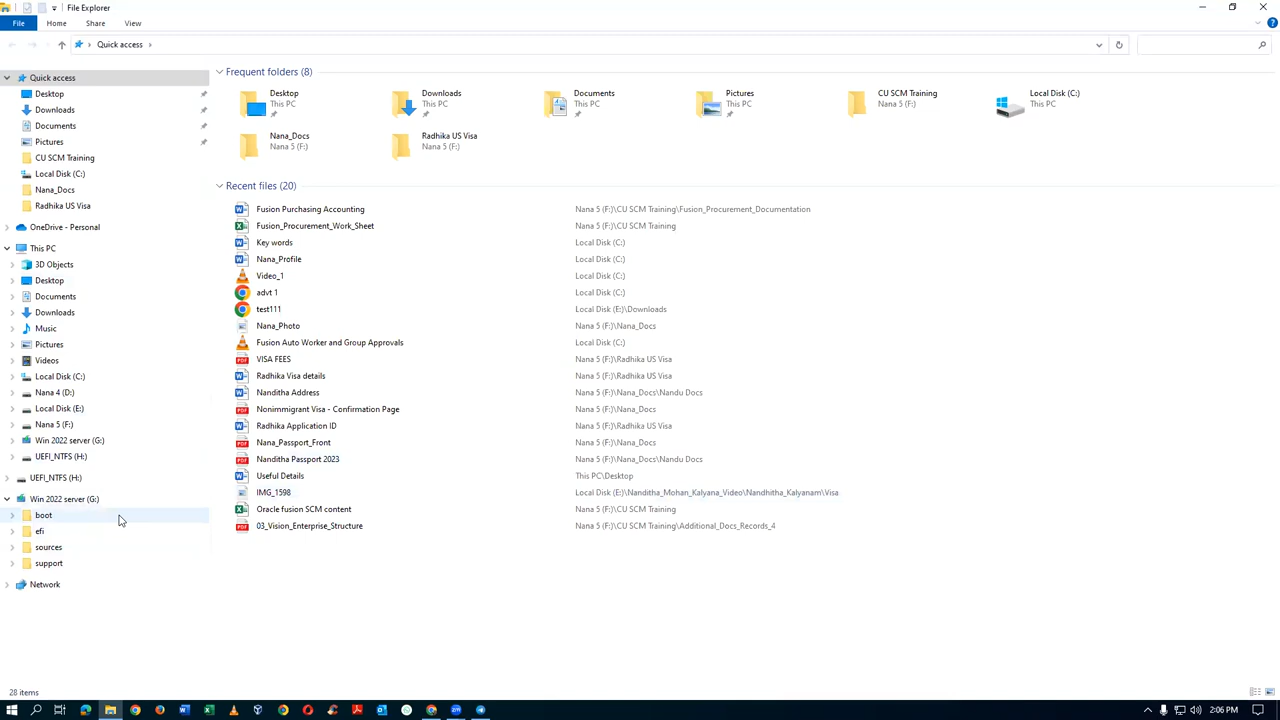 File Explorer
File Home Share View
Quick access
Quick access
Desktop
Downloads
Documents
Pictures
CU SCM Training
Local Disk (C:)
Nana_Docs
Radhika US Visa
OneDrive - Personal
This PC
3D Objects
Desktop
Documents
Downloads
Music
Pictures
Videos
Local Disk (C:)
Nana 4 (D:)
Local Disk (E:)
Nana 5 (F:)
Win 2022 server (G:)
UEFI_NTFS (H:)
UEFI_NTFS (H:)
Win 2022 server (G:)
boot
efi
sources
support
Network
Frequent folders (8)
Desktop
This PC
Downloads
This PC
Documents
This PC
Pictures
This PC
CU SCM Training
Nana 5 (F:)
Local Disk (C:)
This PC
Nana_Docs
Nana 5 (F:)
Radhika US Visa
Nana 5 (F:)
Recent files (20)
Fusion Purchasing Accounting Nana 5 (F:)\CU SCM Training\Fusion_Procurement_Documentation
Fusion_Procurement_Work_Sheet Nana 5 (F:)\CU SCM Training
Key words Local Disk (C:)
Nana_Profile Local Disk (C:)
Video_1 Local Disk (C:)
advt 1 Local Disk (C:)
test111 Local Disk (E:)\Downloads
Nana_Photo Nana 5 (F:)\Nana_Docs
Fusion Auto Worker and Group Approvals Local Disk (C:)
VISA FEES Nana 5 (F:)\Radhika US Visa
Radhika Visa details Nana 5 (F:)\Radhika US Visa
Nanditha Address Nana 5 (F:)\Nana_Docs\Nandu Docs
Nonimmigrant Visa - Confirmation Page Nana 5 (F:)\Nana_Docs
Radhika Application ID Nana 5 (F:)\Radhika US Visa
Nana_Passport_Front Nana 5 (F:)\Nana_Docs
Nanditha Passport 2023 Nana 5 (F:)\Nana_Docs\Nandu Docs
Useful Details This PC\Desktop
IMG_1598 Local Disk (E:)\Nanditha_Mohan_Kalyana_Video\Nandhitha_Kalyanam\Visa
Oracle fusion SCM content Nana 5 (F:)\CU SCM Training
03_Vision_Enterprise_Structure Nana 5 (F:)\CU SCM Training\Additional_Docs_Records_4
28 items
2:06 PM